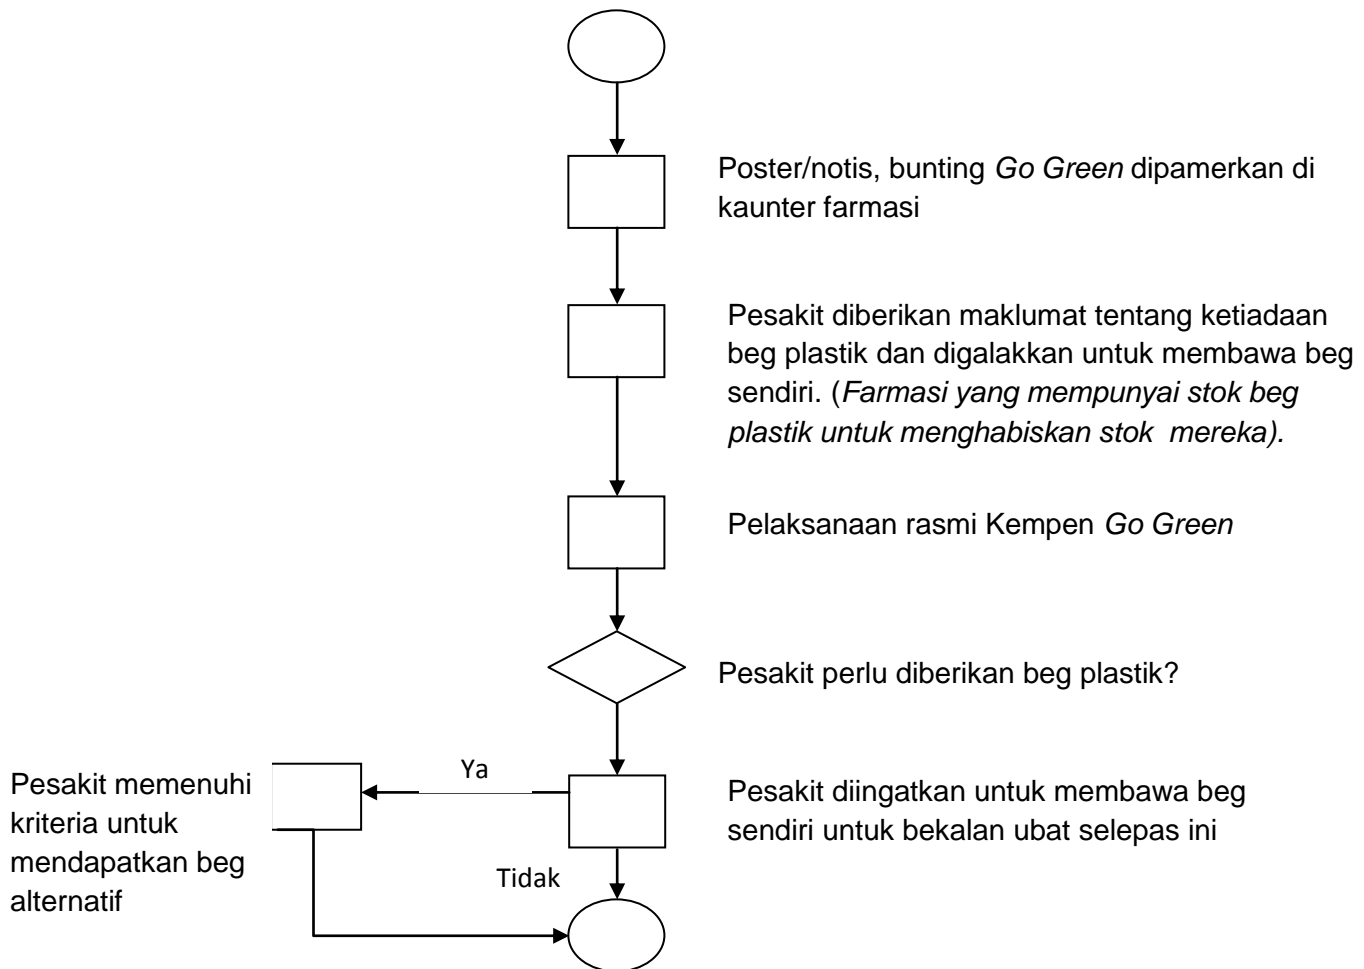 Poster/notis, bunting Go Green dipamerkan di
kaunter farmasi
Pesakit diberikan maklumat tentang ketiadaan
beg plastik dan digalakkan untuk membawa beg
sendiri. (Farmasi yang mempunyai stok beg
plastik untuk menghabiskan stok mereka).
Pelaksanaan rasmi Kempen Go Green
Pesakit perlu diberikan beg plastik?
Ya
Pesakit memenuhi
kriteria untuk
mendapatkan beg
alternatif
Pesakit diingatkan untuk membawa beg
sendiri untuk bekalan ubat selepas ini
Tidak